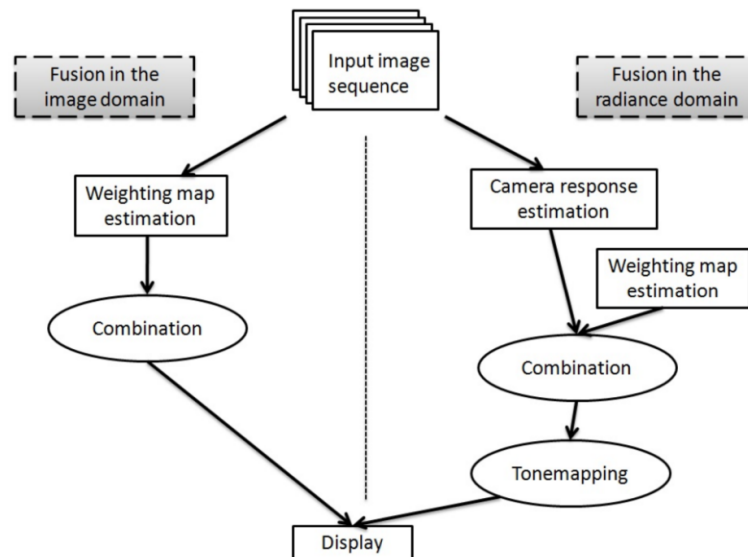 Input image
sequence
Fusion in the
image domain
Fusion in the
radiance domain
Weighting map
estimation
Camera response
estimation
Weighting map
estimation
Combination
Combination
Tonemapping
Display